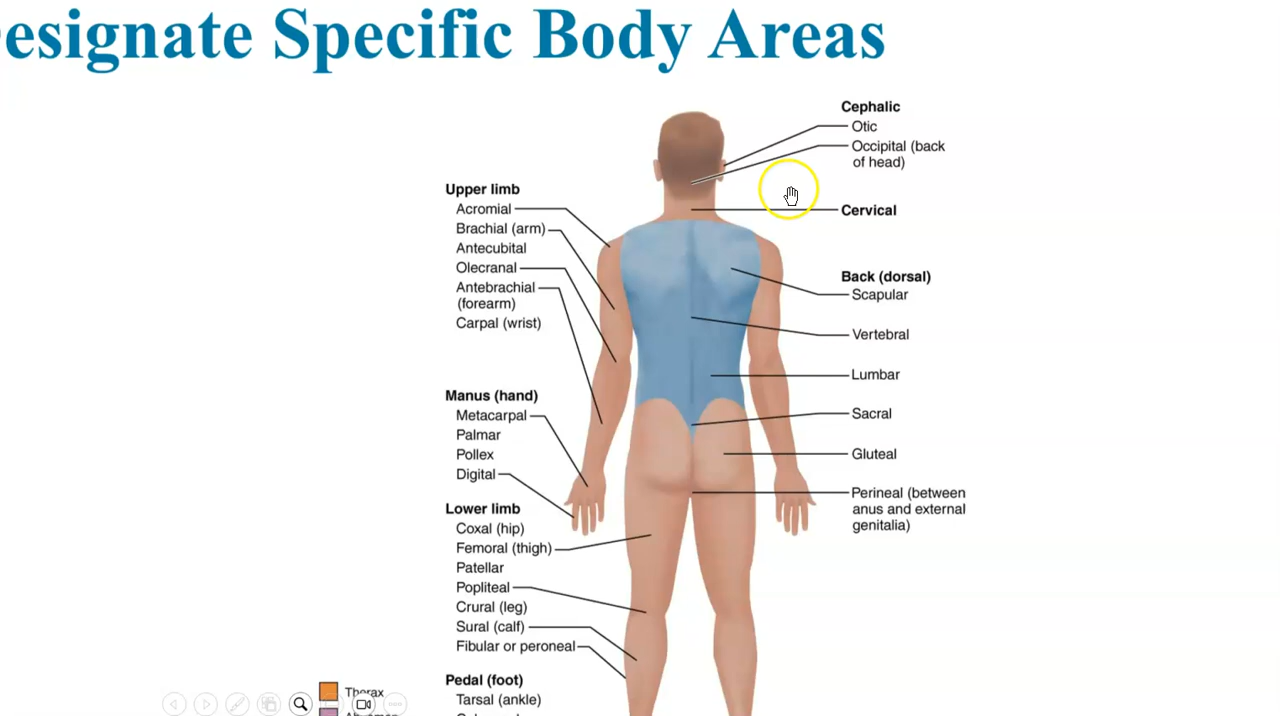 esignate Specific Body Areas
Cephalic
Otic
Occipital (back
of head)
Cervical
Back (dorsal)
Scapular
Vertebral
Lumbar
Sacral
Gluteal
Perineal (between
anus and external
genitalia)
Upper limb
Acromial
Brachial (arm)
Antecubital
Olecranal
Antebrachial
(forearm)
Carpal (wrist)
Manus (hand)
Metacarpal
Palmar
Pollex
Digital
Lower limb
Coxal (hip)
Femoral (thigh)
Patellar
Popliteal
Crural (leg)
Sural (calf)
Fibular or peroneal
Pedal (foot)
Tarsal (ankle)
Thorax